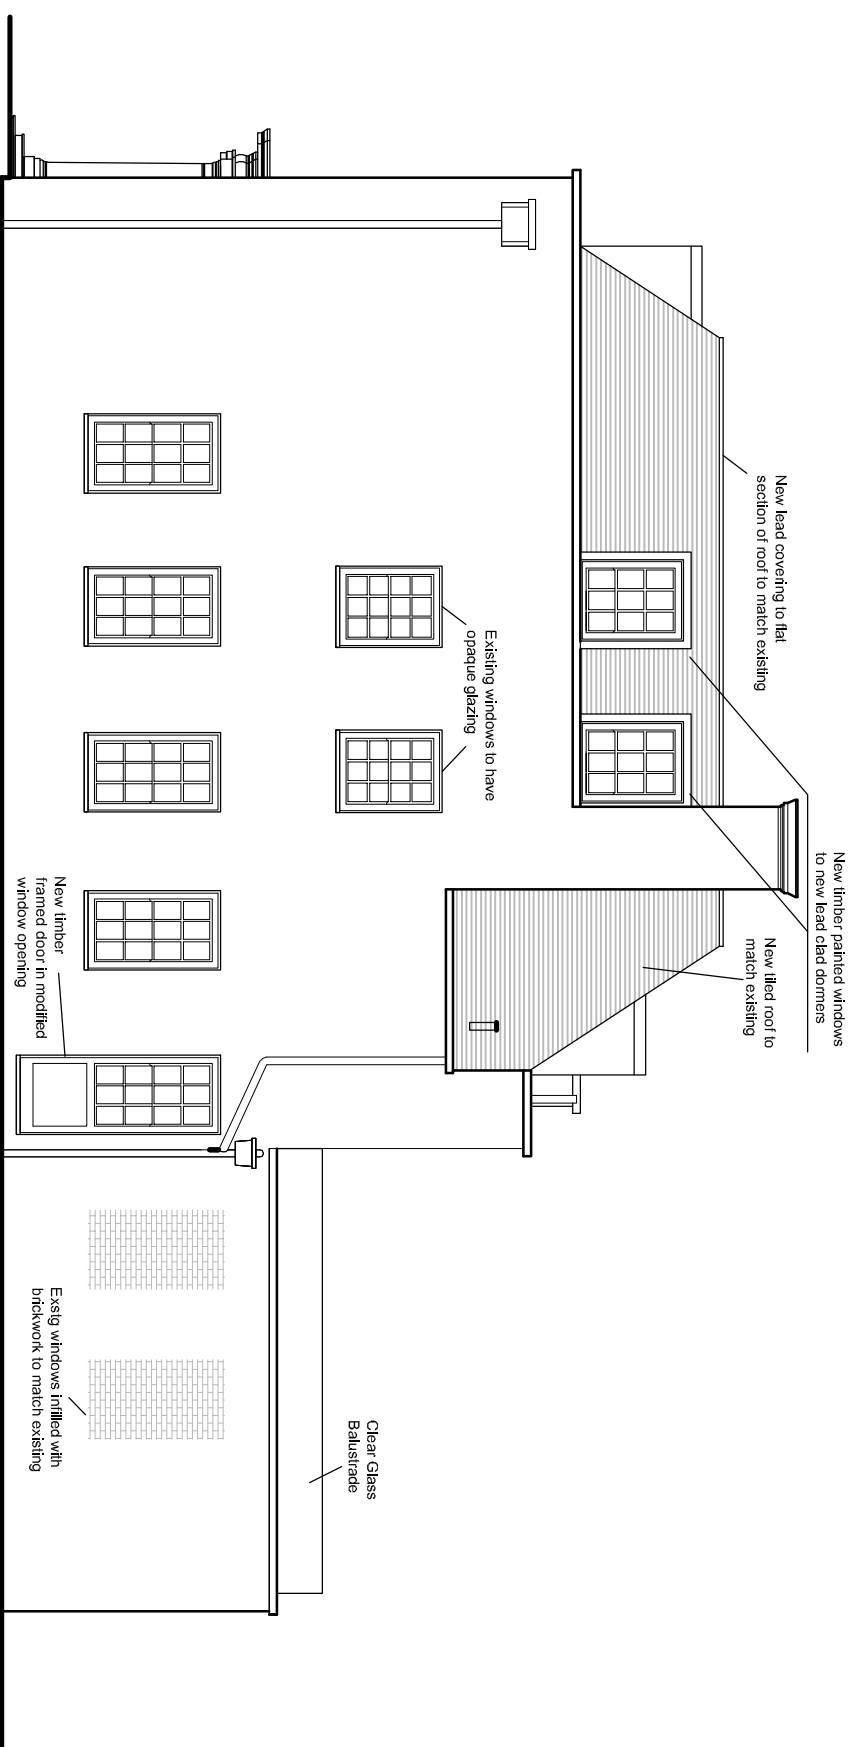 New timber painted windows
to new lead clad dormers
New lead covering to flat
section of roof to match existing
New tiled roof to
match existing
Existing windows to have
opaque glazing
Clear Glass
Balustrade
New timber
framed door in modified
window opening
Exstg windows infilled with
brickwork to match existing